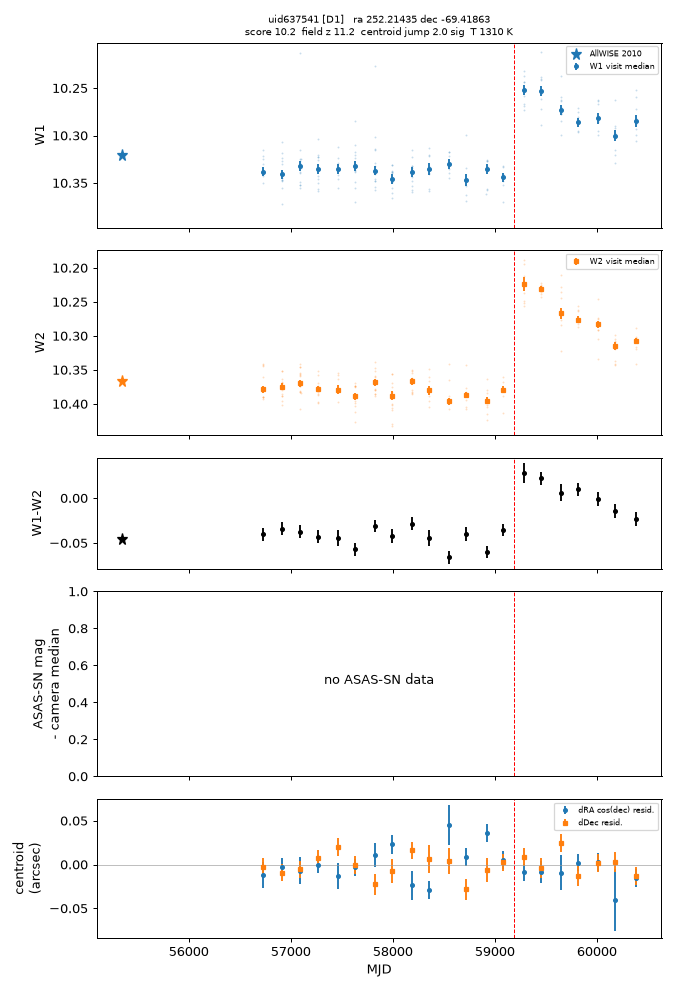 uid637541 [D1]   ra 252.21435 dec -69.41863
score 10.2  field z 11.2  centroid jump 2.0 sig  T 1310 K
AllWISE 2010
W1 visit median
10.25
10.30
10.35
W1
W2 visit median
10.20
10.25
10.30
10.35
10.40
W2
0.00
−0.05
W1-W2
1.0
0.8
0.6
0.4
0.2
0.0
ASAS-SN mag
- camera median
no ASAS-SN data
dRA cos(dec) resid.
dDec resid.
0.05
0.00
−0.05
centroid
(arcsec)
56000
57000
58000
59000
60000
MJD